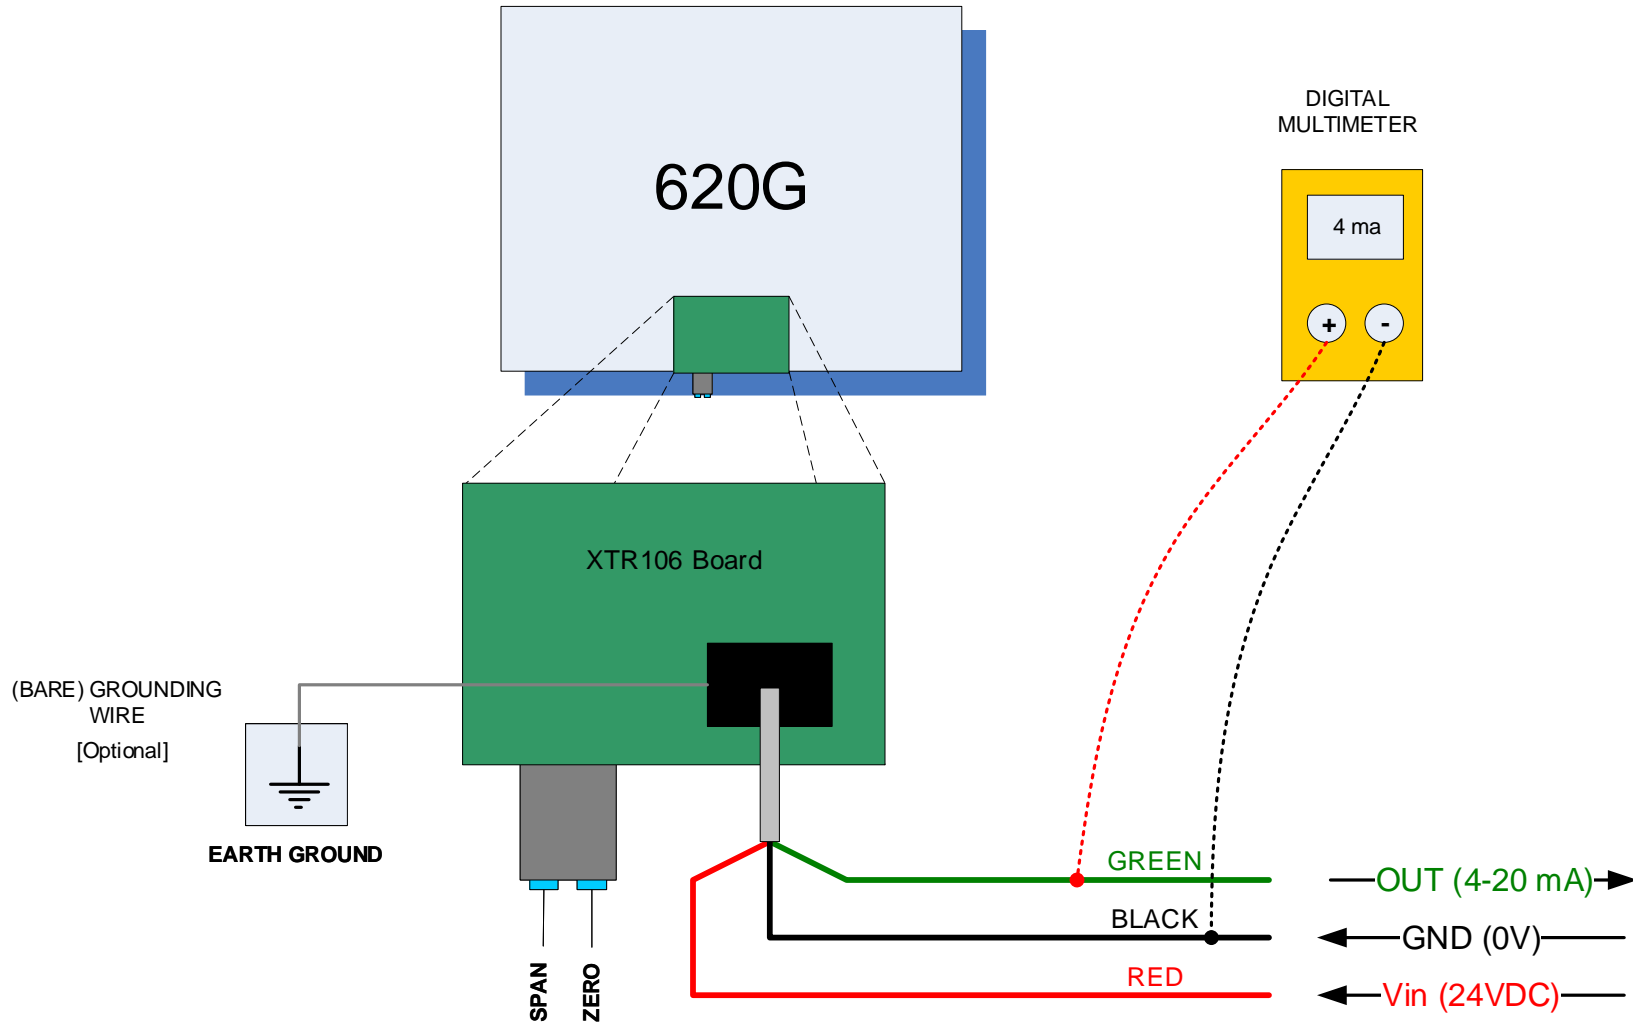 620G
DIGITAL
MULTIMETER
4 ma
+ -
XTR106 Board
(BARE) GROUNDING
WIRE
[Optional]
EARTH GROUND
SPAN
ZERO
GREEN
OUT (4-20 mA)
BLACK
GND (0V)
RED
Vin (24VDC)